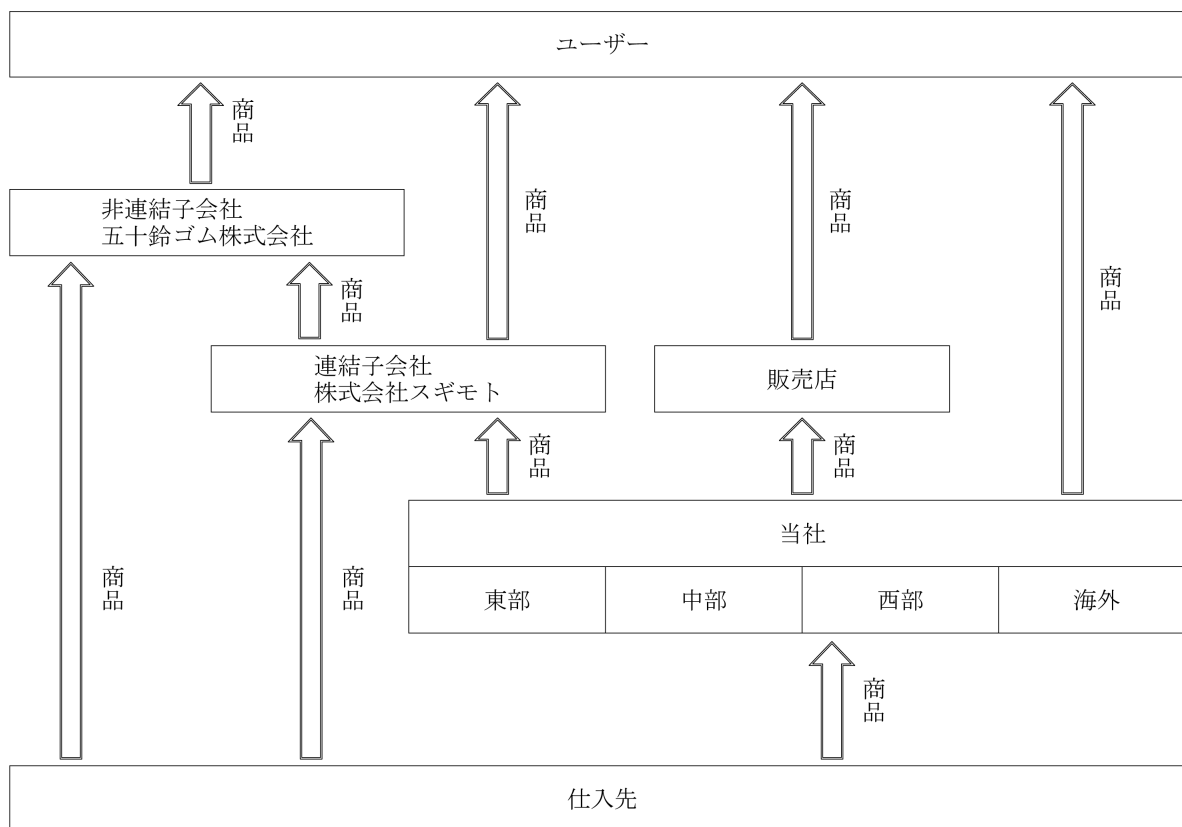 ユーザー
商品
商品
商品
商品
非連結子会社
五十鈴ゴム株式会社
商品
連結子会社
株式会社スギモト
販売店
商品
商品
当社
東部
中部
西部
海外
商品
商品
商品
仕入先